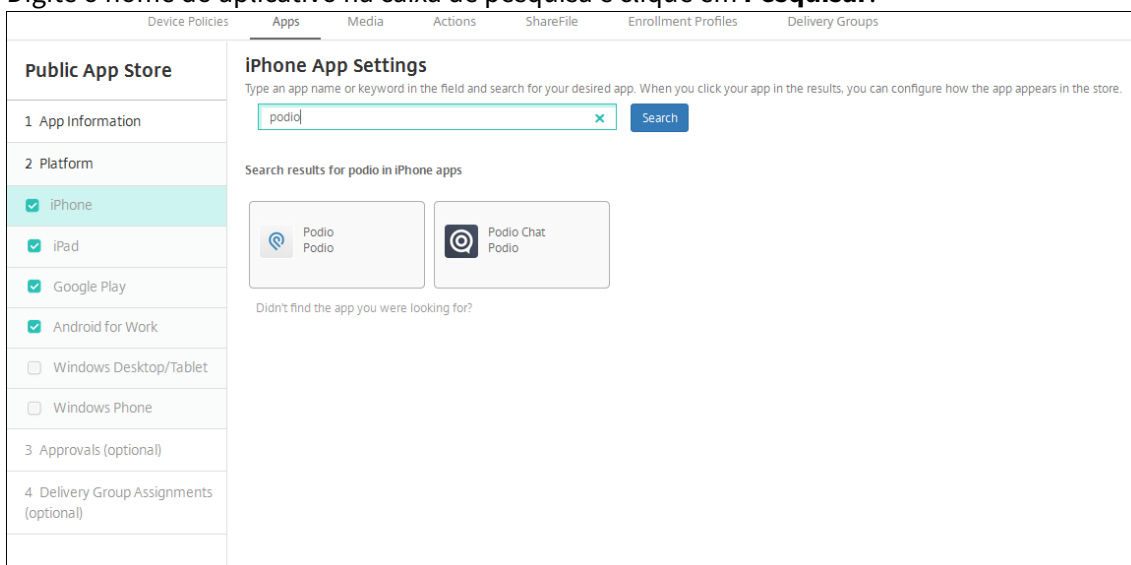 Digite o nome do aplicativo na caixa de pesquisa e clique em Pesquisar.
Device Policies Apps Media Actions ShareFile Enrollment Profiles Delivery Groups
Public App Store
1 App Information
2 Platform
iPhone
iPad
Google Play
Android for Work
Windows Desktop/Tablet
Windows Phone
3 Approvals (optional)
4 Delivery Group Assignments
(optional)
iPhone App Settings
Type an app name or keyword in the field and search for your desired app. When you click your app in the results, you can configure how the app appears in the store.
podio
Search
Search results for podio in iPhone apps
Podio
Podio
Podio Chat
Podio
Didn't find the app you were looking for?